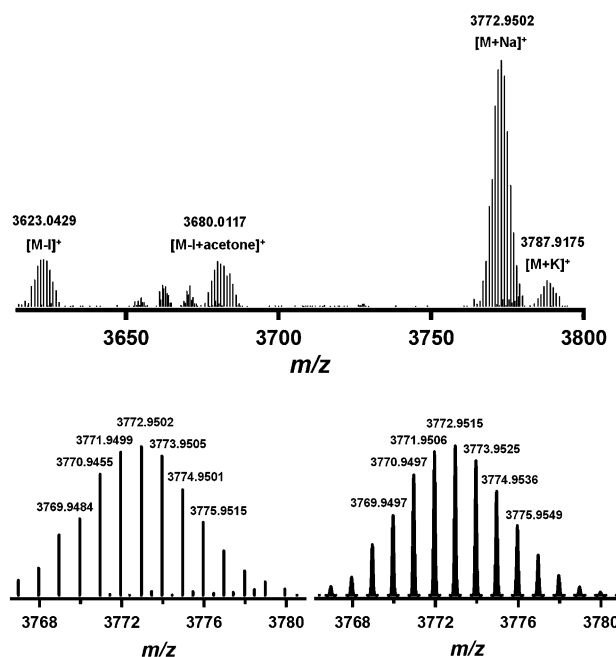 3772.9502
[M+Na]⁺
3623.0429
[M-I]⁺
3680.0117
[M-I+acetone]⁺
3787.9175
[M+K]⁺
3650 3700 3750 3800
m/z
3772.9502
3771.9499
3773.9505
3770.9455
3774.9501
3769.9484
3775.9515
3768 3772 3776 3780
m/z
3772.9515
3771.9506
3773.9525
3770.9497
3774.9536
3769.9497
3775.9549
3768 3772 3776 3780
m/z